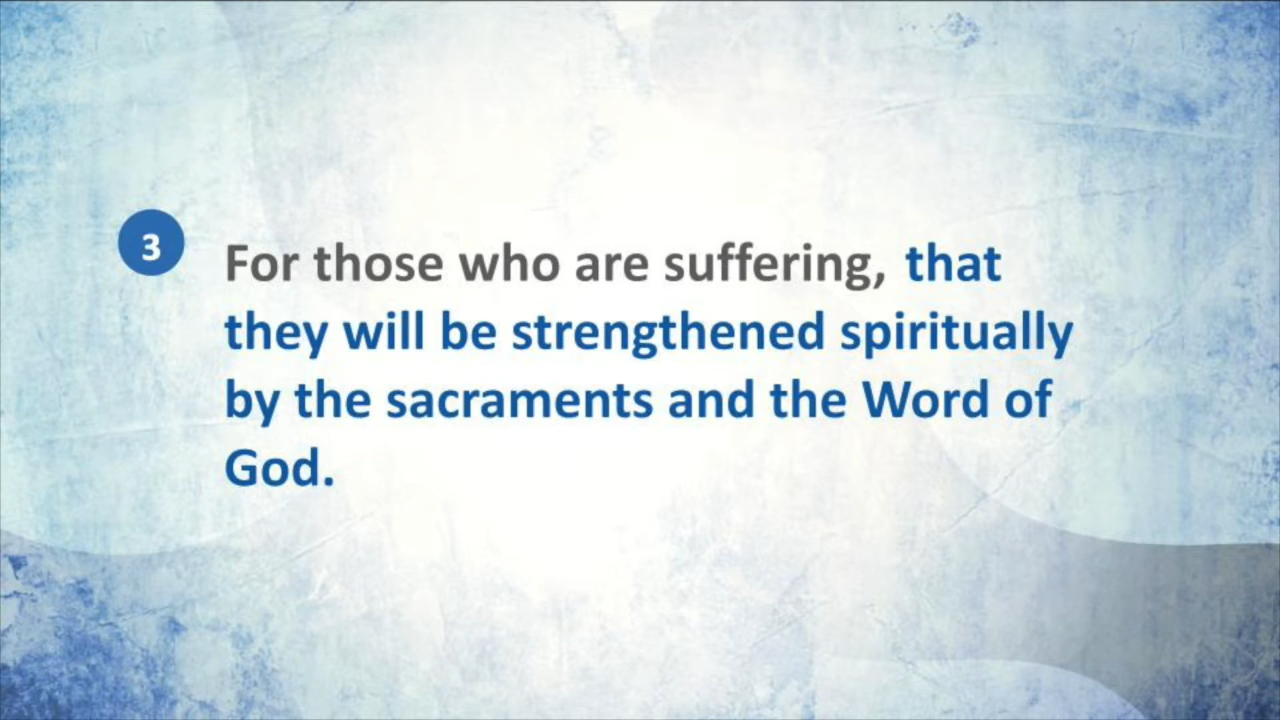 3
For those who are suffering, that
they will be strengthened spiritually
by the sacraments and the Word of
God.